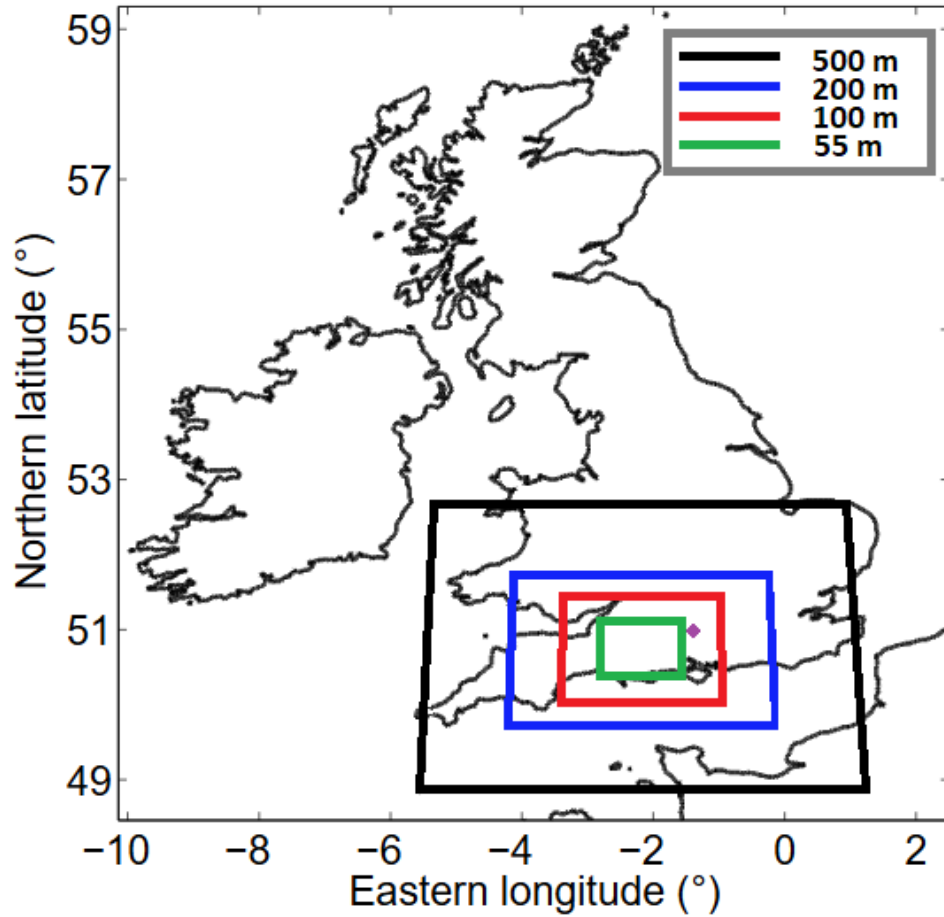 59
57
55
53
51
49
Northern latitude (°)
500 m
200 m
100 m
55 m
−10 −8 −6 −4 −2 0 2
Eastern longitude (°)